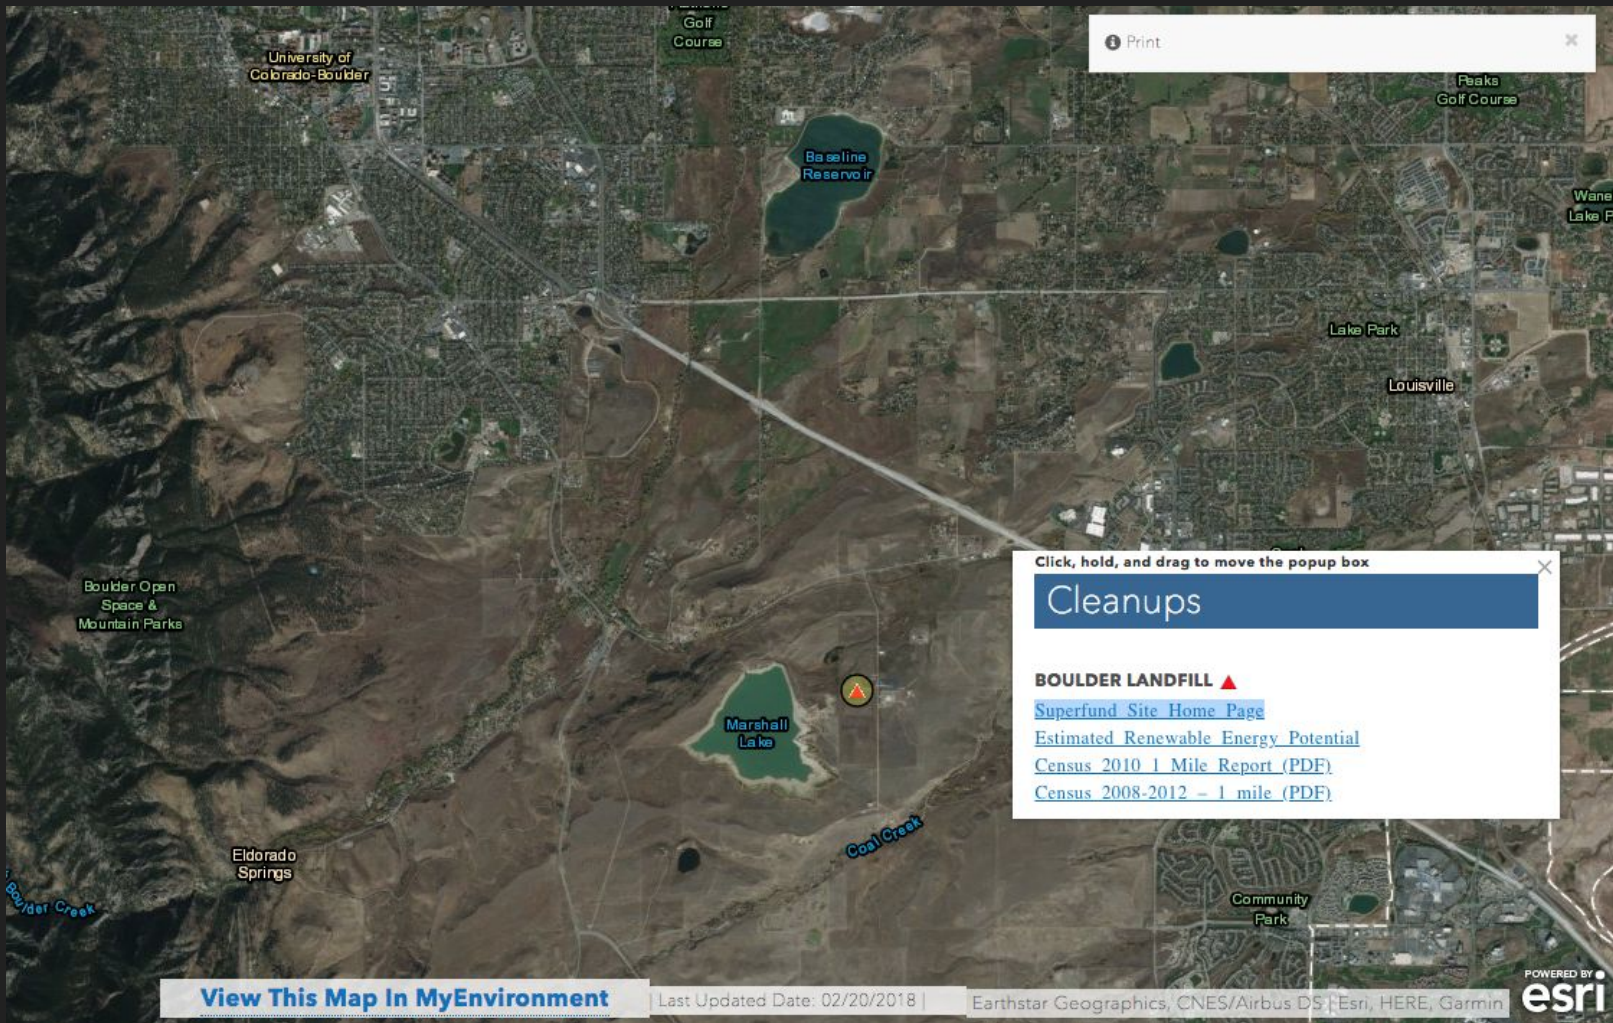 Golf
Course
University of
Colorado-Boulder
Print
Peaks
Golf Course
Baseline
Reservoir
Wane
Lake P
Lake Park
Louisville
Click, hold, and drag to move the popup box
Cleanups
BOULDER LANDFILL
Superfund Site Home Page
Estimated Renewable Energy Potential
Census 2010 1 Mile Report (PDF)
Census 2008-2012 – 1 mile (PDF)
Boulder Open
Space &
Mountain Parks
Marshall
Lake
Coal Creek
Eldorado
Springs
Boulder Creek
Community
Park
View This Map In MyEnvironment
| Last Updated Date: 02/20/2018 |
Earthstar Geographics, CNES/Airbus DS | Esri, HERE, Garmin
POWERED BY
esri